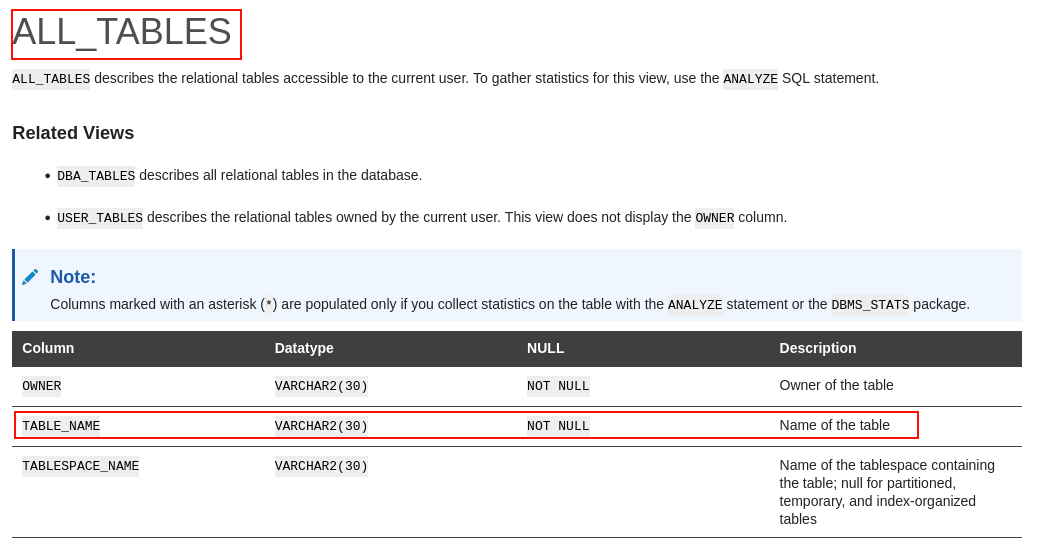 ALL_TABLES
ALL_TABLES describes the relational tables accessible to the current user. To gather statistics for this view, use the ANALYZE SQL statement.
Related Views
• DBA_TABLES describes all relational tables in the database.
• USER_TABLES describes the relational tables owned by the current user. This view does not display the OWNER column.
Note:
Columns marked with an asterisk (*) are populated only if you collect statistics on the table with the ANALYZE statement or the DBMS_STATS package.
Column Datatype NULL Description
OWNER VARCHAR2(30) NOT NULL Owner of the table
TABLE_NAME VARCHAR2(30) NOT NULL Name of the table
TABLESPACE_NAME VARCHAR2(30) Name of the tablespace containing
the table; null for partitioned,
temporary, and index-organized
tables